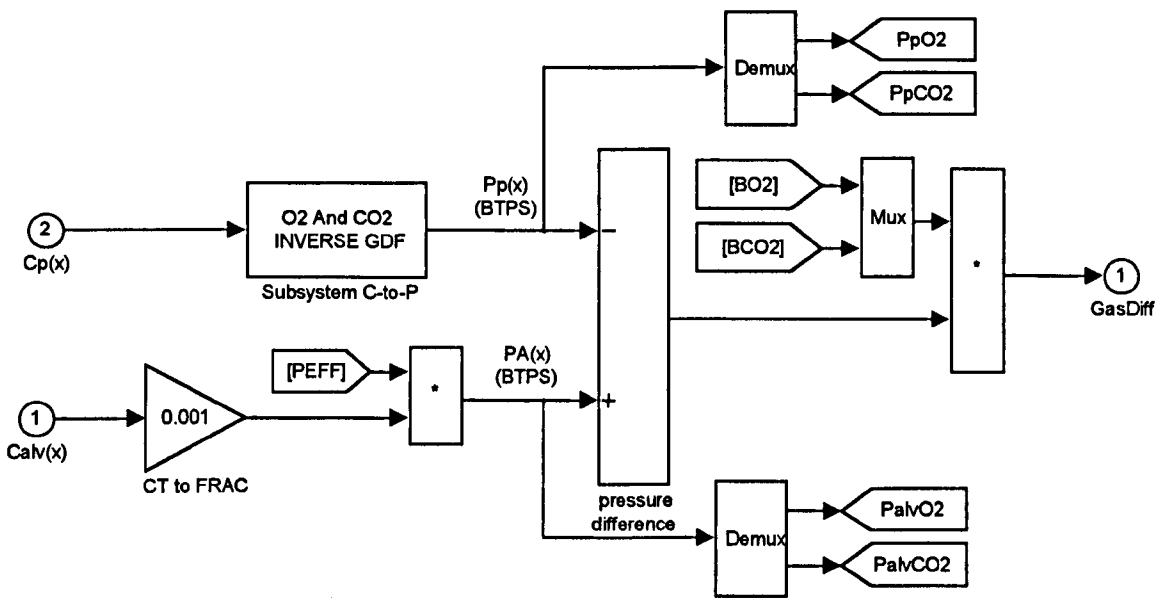 PpO2
Demux
PpCO2
Pp(x)
(BTPS)
[BO2]
O2 And CO2
INVERSE GDF
2
Cp(x)
Mux
[BCO2]
-
*
1
GasDiff
Subsystem C-to-P
PA(x)
(BTPS)
[PEFF]
*
+
0.001
1
Calv(x)
CT to FRAC
pressure
difference
PalvO2
Demux
PalvCO2